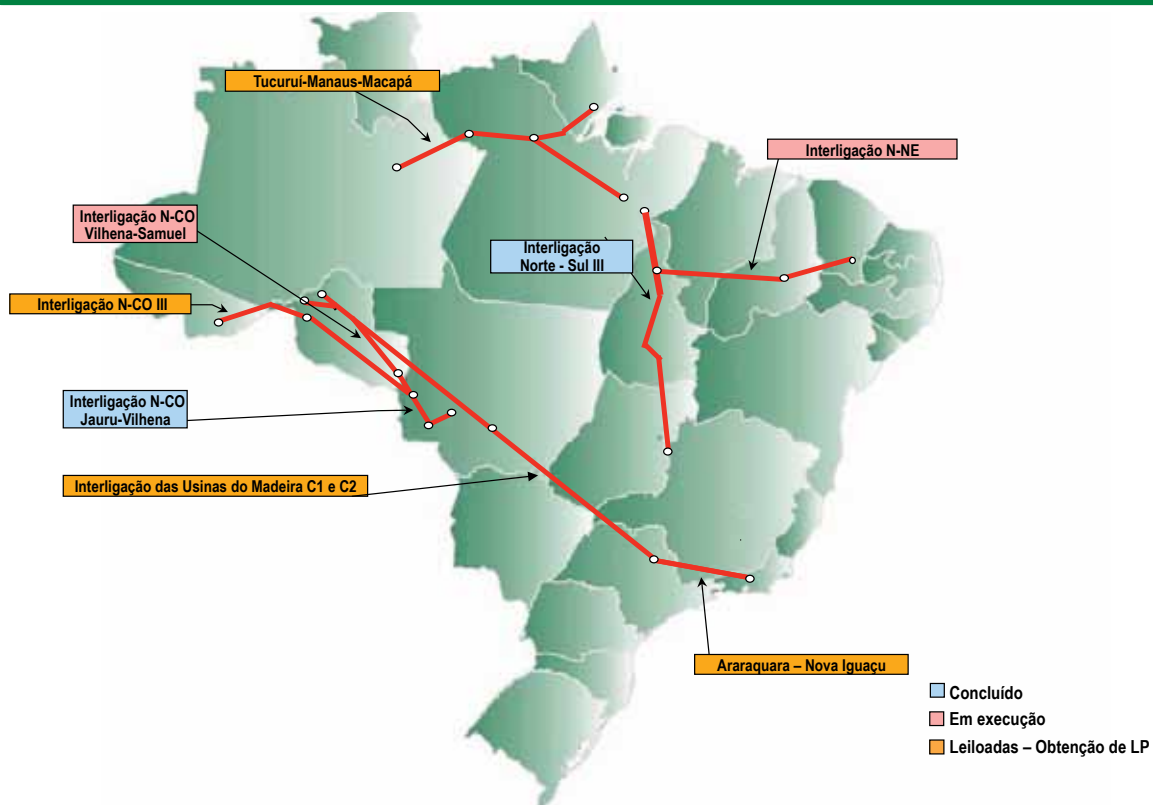 Tucuruí-Manaus-Macapá
Interligação N-NE
Interligação N-CO
Vilhena-Samuel
Interligação
Norte - Sul III
Interligação N-CO III
Interligação N-CO
Jauru-Vilhena
Interligação das Usinas do Madeira C1 e C2
Araraquara – Nova Iguaçu
Concluído
Em execução
Leiloadas – Obtenção de LP